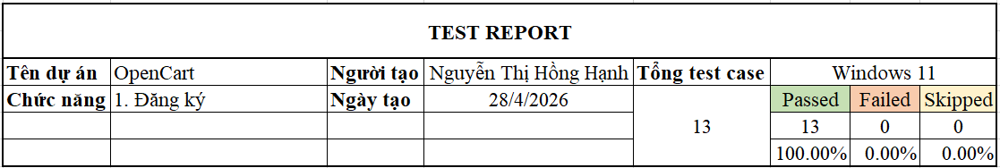 TEST REPORT
Tên dự án OpenCart Người tạo Nguyễn Thị Hồng Hạnh Tổng test case Windows 11
Chức năng 1. Đăng ký Ngày tạo 28/4/2026 Passed Failed Skipped
13 13 0 0
100.00% 0.00% 0.00%